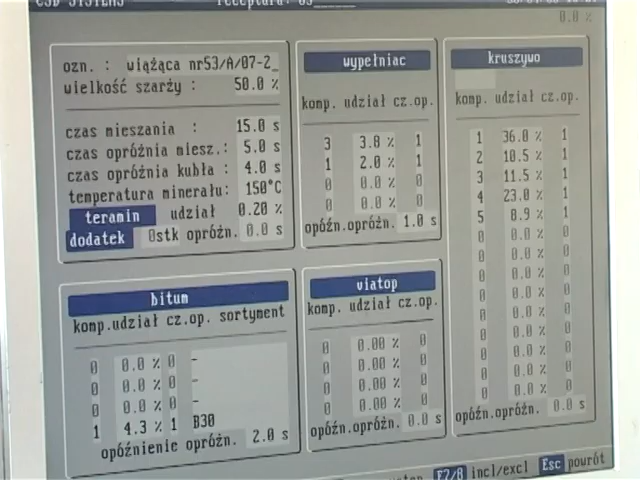 CSD SYSTEMS receptura: 
0.0 %
ozn. : wiążąca nr53/A/07-2_
wielkość szarży : 50.0 %
czas mieszania : 15.0 s
czas opróżnia miesz.: 5.0 s
czas opróżnia kubła : 4.0 s
temperatura minerału: 150°C
teramin udział 0.20 %
dodatek 0stk opróżn. 0.0 s
wypełniac
komp. udział cz.op.
3 3.8 % 1
1 2.0 % 1
0 0.0 % 0
0 0.0 % 0
opóźn.opróżn. 1.0 s
kruszywo
komp. udział cz.op.
1 36.0 % 1
2 10.5 % 1
3 11.5 % 1
4 23.0 % 1
5 8.9 % 1
0 0.0 % 0
0 0.0 % 0
0 0.0 % 0
0 0.0 % 0
0 0.0 % 0
0 0.0 % 0
0 0.0 % 0
0 0.0 % 0
0 0.0 % 0
opóźn.opróżn. 0.0 s
bitum
komp.udział cz.op. sortyment
0 0.0 % 0 -
0 0.0 % 0 -
0 0.0 % 0 -
1 4.3 % 1 B30
opóźnienie opróżn. 2.0 s
viatop
komp. udział cz.op.
0 0.00 % 0
0 0.00 % 0
0 0.00 % 0
0 0.00 % 0
opóźn.opróżn. 0.0 s
F7/8 incl/excl Esc powrót